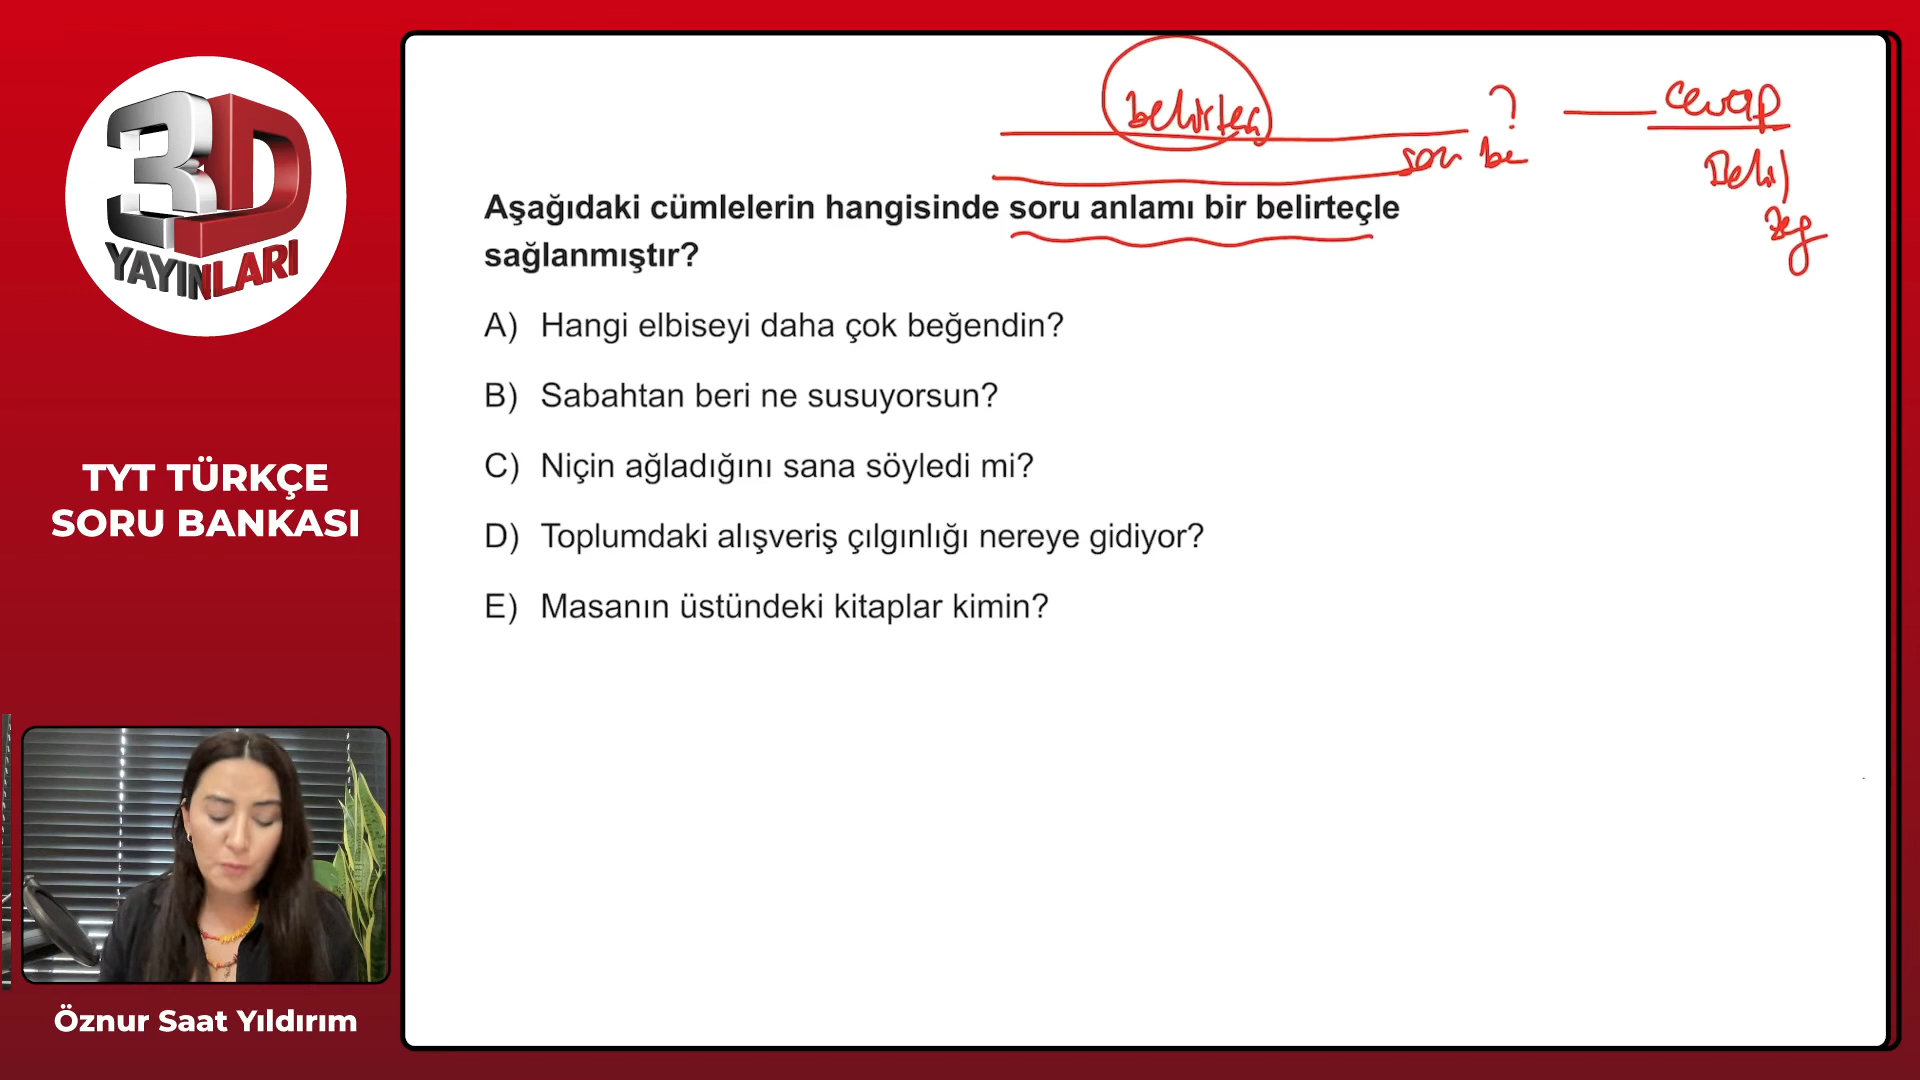 3D
YAYINLARI
TYT TÜRKÇE
SORU BANKASI
Öznur Saat Yıldırım
belirteç ? cevap
soru be
Aşağıdaki cümlelerin hangisinde soru anlamı bir belirteçle
sağlanmıştır?
A) Hangi elbiseyi daha çok beğendin?
B) Sabahtan beri ne susuyorsun?
C) Niçin ağladığını sana söyledi mi?
D) Toplumdaki alışveriş çılgınlığı nereye gidiyor?
E) Masanın üstündeki kitaplar kimin?